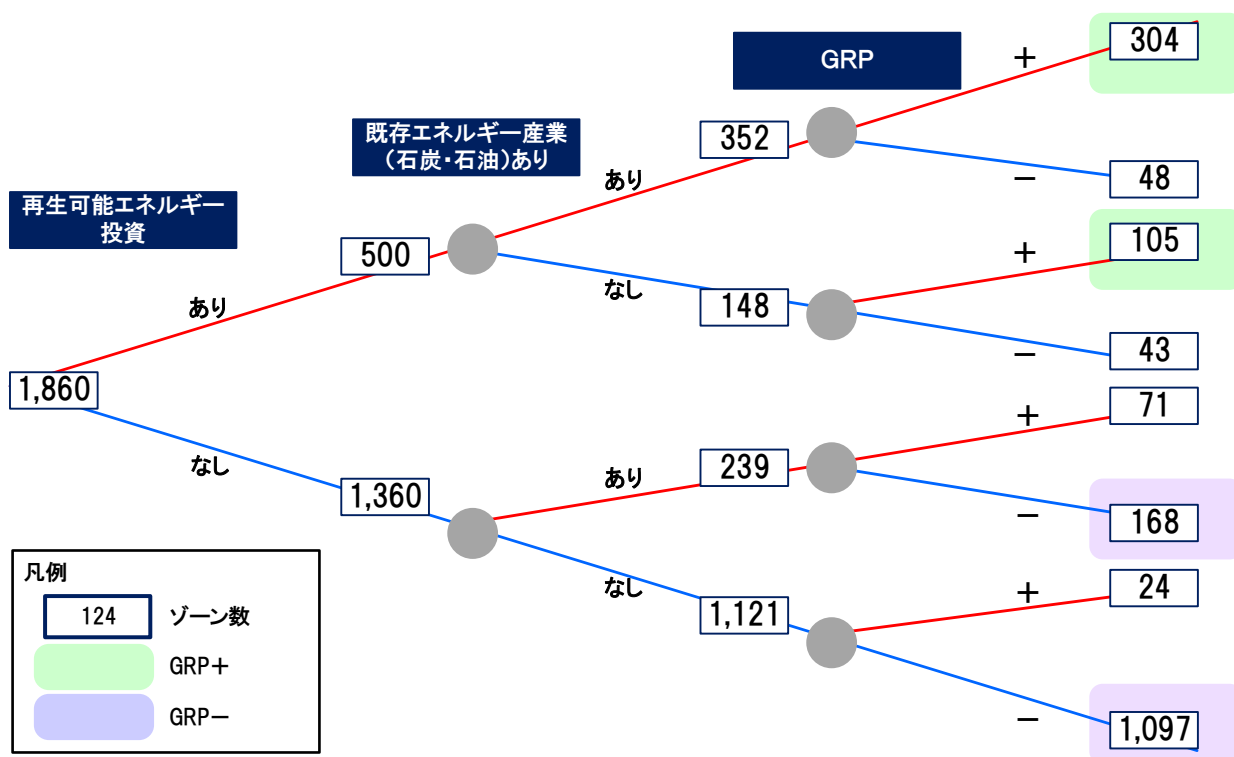 GRP
＋
304
既存エネルギー産業
（石炭・石油）あり
352
あり
－
48
再生可能エネルギー
投資
500
＋
105
あり
なし
148
－
43
1,860
＋
71
なし
1,360
あり
239
－
168
凡例
124 ゾーン数
GRP＋
GRP－
なし
1,121
＋
24
－
1,097